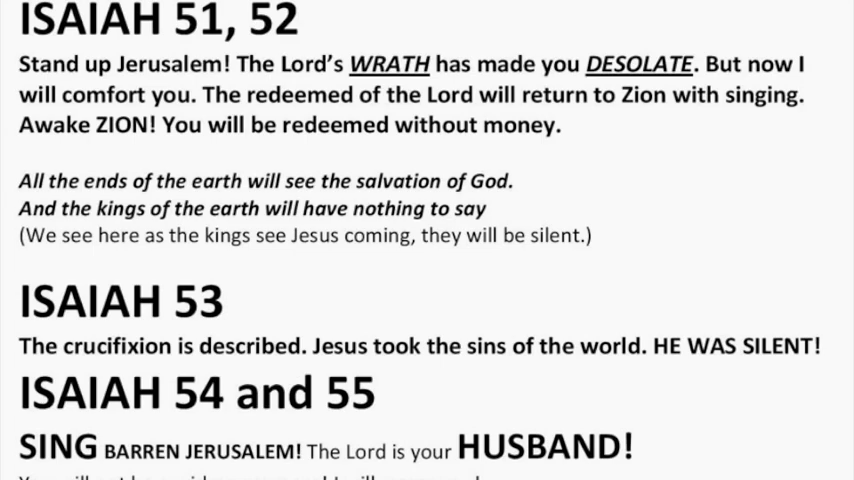 ISAIAH 51, 52
Stand up Jerusalem! The Lord's WRATH has made you DESOLATE. But now I
will comfort you. The redeemed of the Lord will return to Zion with singing.
Awake ZION! You will be redeemed without money.
All the ends of the earth will see the salvation of God.
And the kings of the earth will have nothing to say
(We see here as the kings see Jesus coming, they will be silent.)
ISAIAH 53
The crucifixion is described. Jesus took the sins of the world. HE WAS SILENT!
ISAIAH 54 and 55
SING BARREN JERUSALEM! The Lord is your HUSBAND!